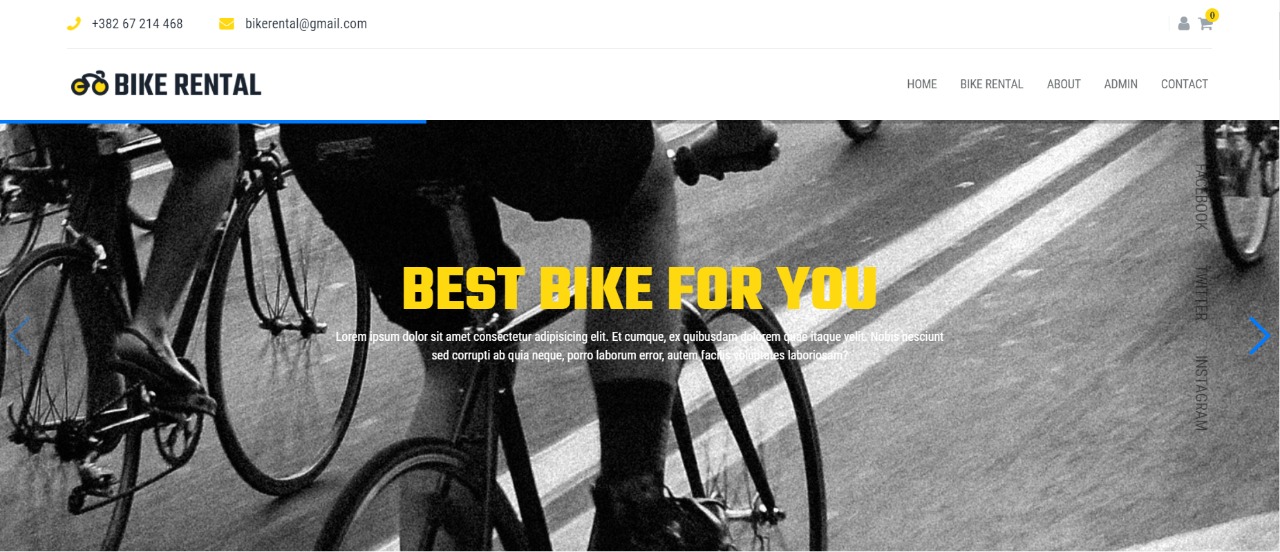 +382 67 214 468
bikerental@gmail.com
0
BIKE RENTAL
HOME
BIKE RENTAL
ABOUT
ADMIN
CONTACT
FACEBOOK
TWITTER
INSTAGRAM
BEST BIKE FOR YOU
Lorem ipsum dolor sit amet consectetur adipisicing elit. Et cumque, ex quibusdam dolorem quae itaque velit. Nobis nesciunt
sed corrupti ab quia neque, porro laborum error, autem facilis voluptates laboriosam?